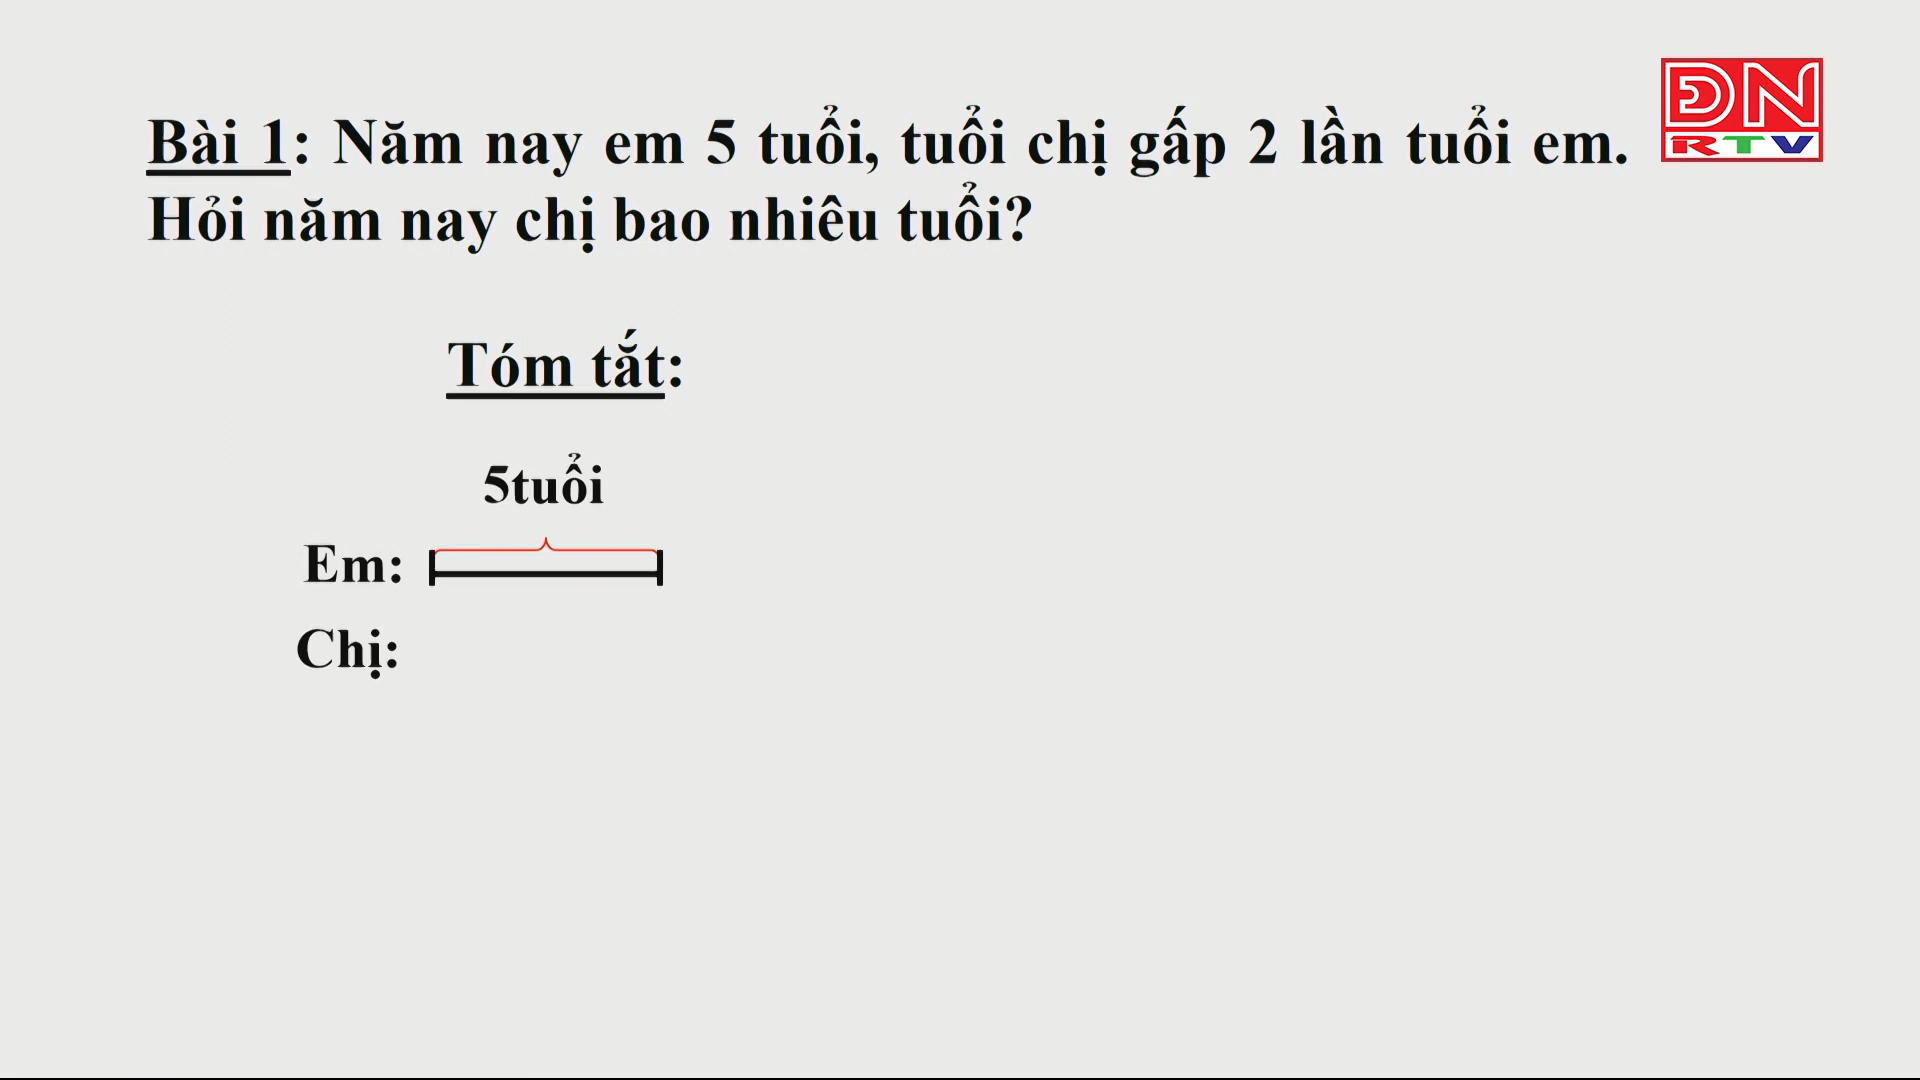 Bài 1: Năm nay em 5 tuổi, tuổi chị gấp 2 lần tuổi em.
Hỏi năm nay chị bao nhiêu tuổi?
ĐN
RTV
Tóm tắt:
5tuổi
Em:
Chị: